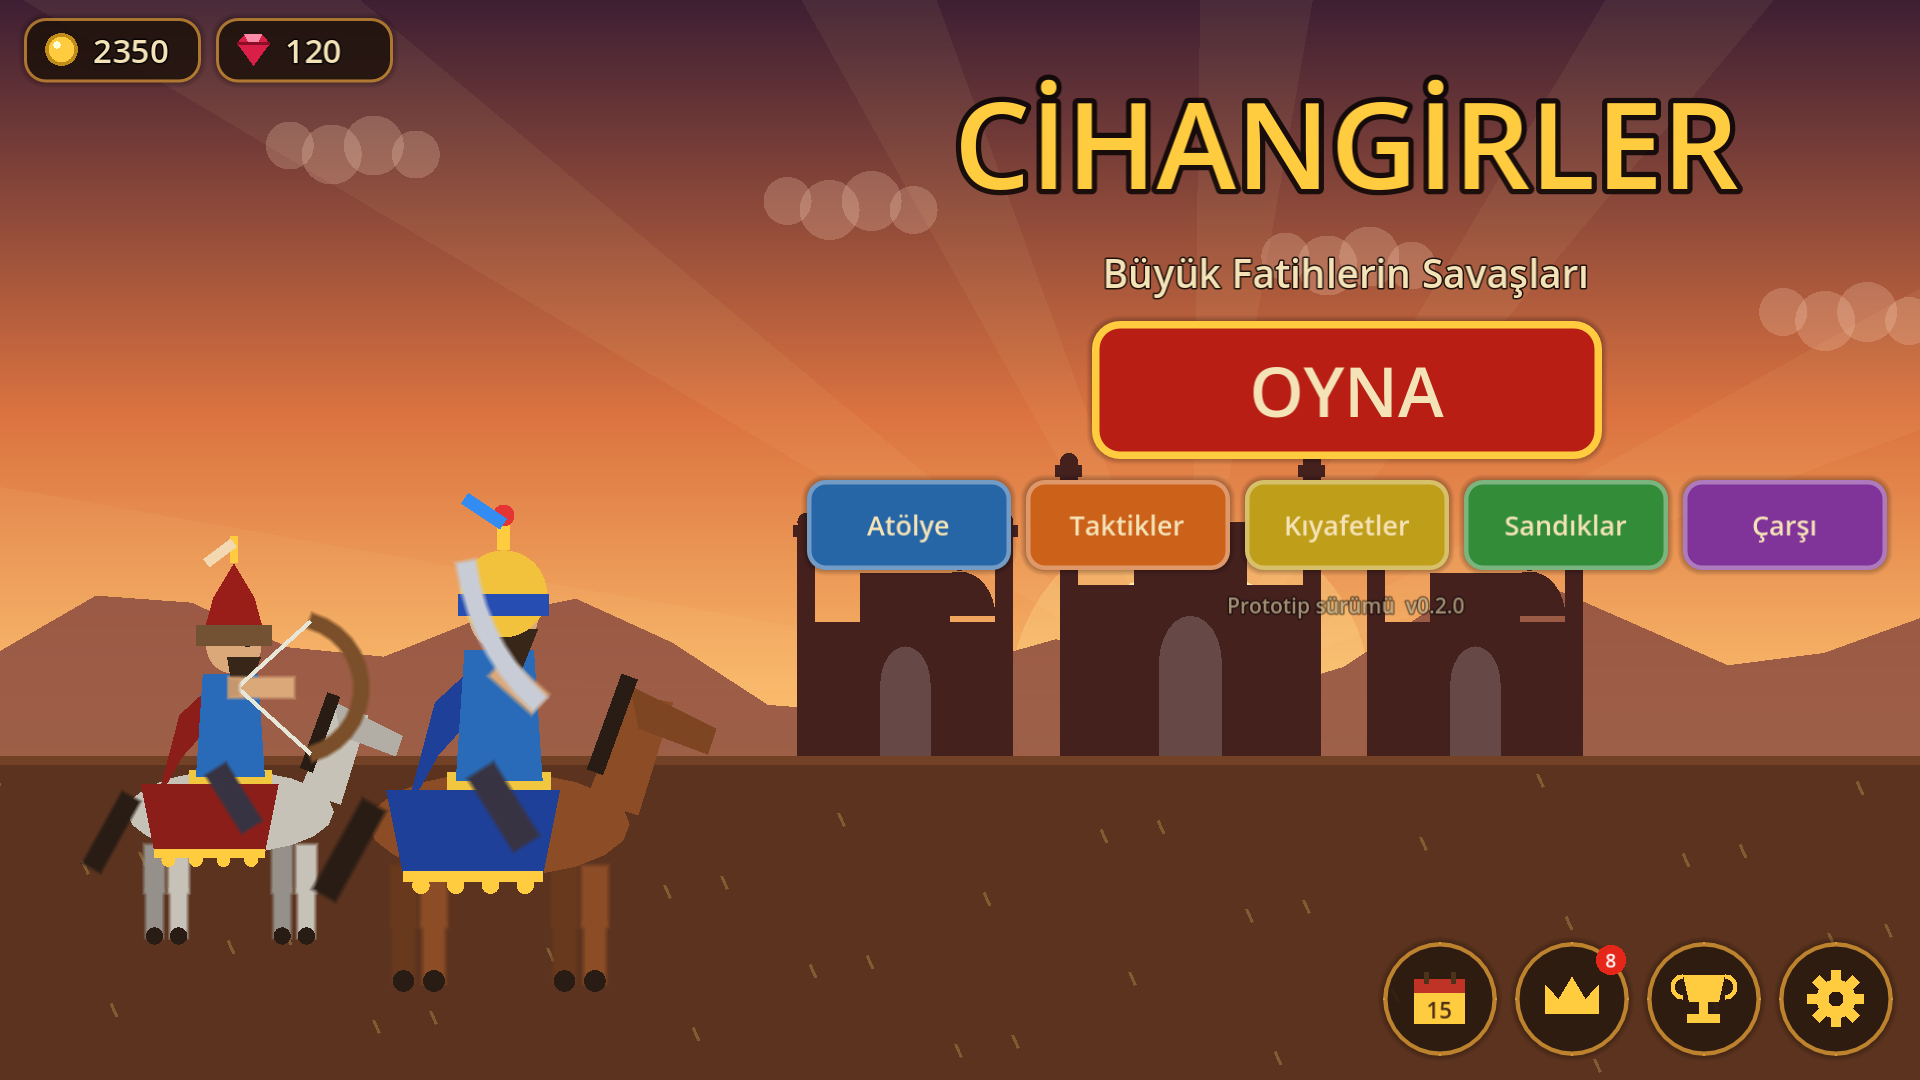 2350
120
CİHANGİRLER
Büyük Fatihlerin Savaşları
OYNA
Atölye
Taktikler
Kıyafetler
Sandıklar
Çarşı
Prototip sürümü v0.2.0
8
15